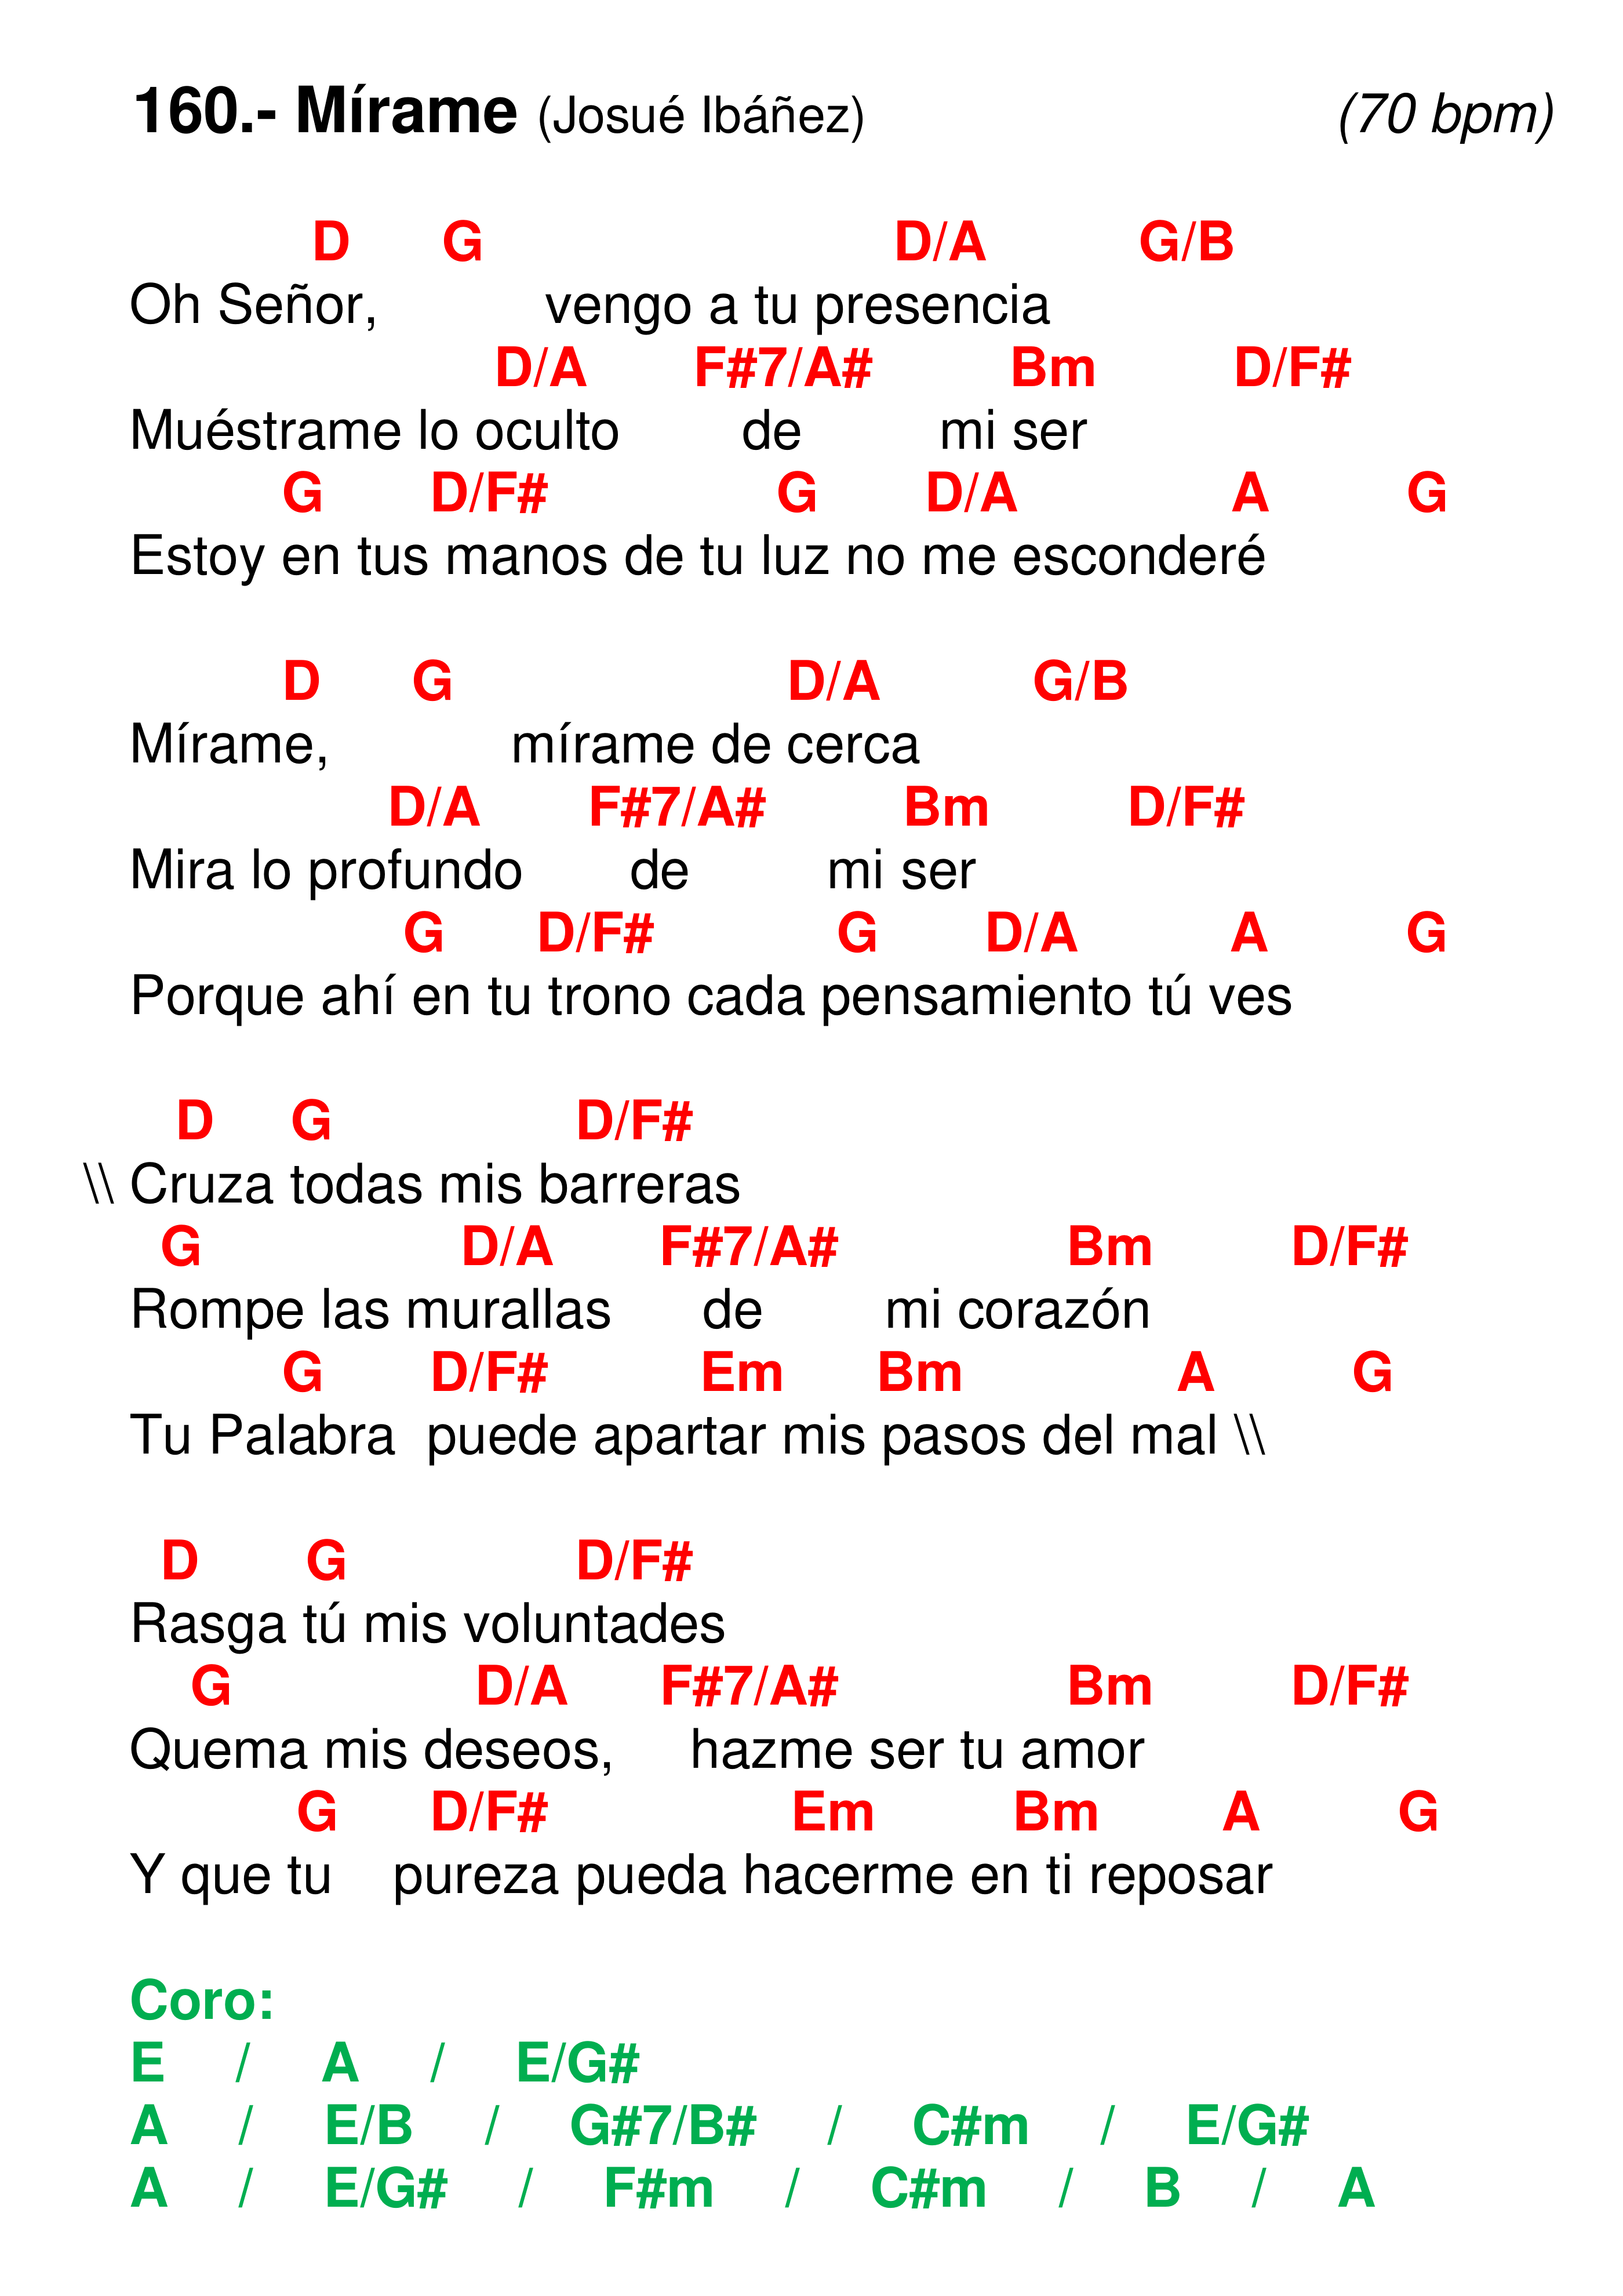 160.- Mírame (Josué Ibáñez) (70 bpm)
D G D/A G/B
Oh Señor, vengo a tu presencia
D/A F#7/A# Bm D/F#
Muéstrame lo oculto de mi ser
G D/F# G D/A A G
Estoy en tus manos de tu luz no me esconderé
D G D/A G/B
Mírame, mírame de cerca
D/A F#7/A# Bm D/F#
Mira lo profundo de mi ser
G D/F# G D/A A G
Porque ahí en tu trono cada pensamiento tú ves
D G D/F#
\\ Cruza todas mis barreras
G D/A F#7/A# Bm D/F#
Rompe las murallas de mi corazón
G D/F# Em Bm A G
Tu Palabra puede apartar mis pasos del mal \\
D G D/F#
Rasga tú mis voluntades
G D/A F#7/A# Bm D/F#
Quema mis deseos, hazme ser tu amor
G D/F# Em Bm A G
Y que tu pureza pueda hacerme en ti reposar
Coro:
E / A / E/G#
A / E/B / G#7/B# / C#m / E/G#
A / E/G# / F#m / C#m / B / A